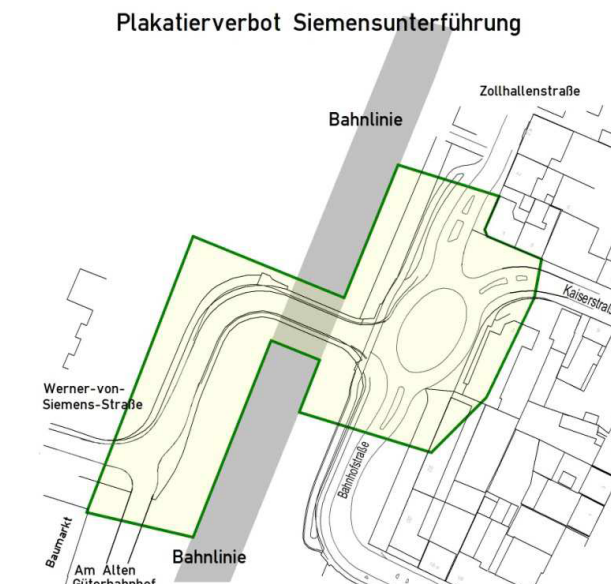 Plakatierverbot Siemensunterführung
Zollhallenstraße
Bahnlinie
Kaiserstraß
Werner-von-
Siemens-Straße
Bahnhofstraße
Baumarkt
Bahnlinie
Am Alten
Güterbahnhof